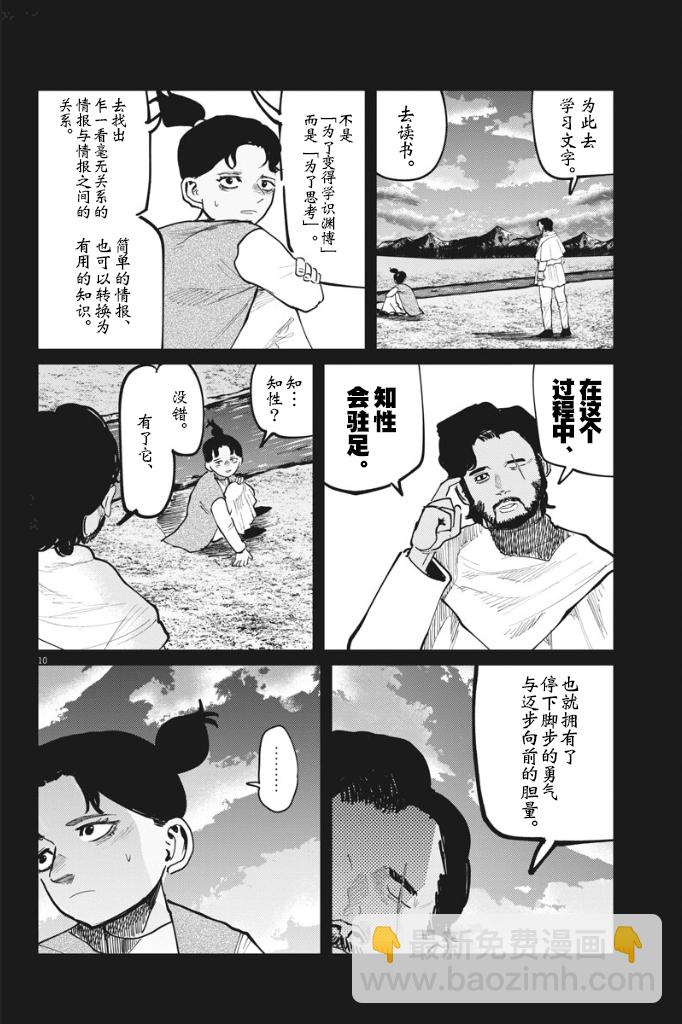 为此去
学习文字。
去读书。
不是
「为了变得学识渊博」
而是「为了思考」。
去找出
乍一看毫无关系的
情报与情报之间的
关系。
简单的情报、
也可以转换为
有用的知识。
在这个
过程中、
知性
会驻足。
知…
知性？
没错。
有了它、
也就拥有了
停下脚步的勇气
与迈步向前的胆量。
………
10
👇最新免费漫画👇
www.baozimh.com